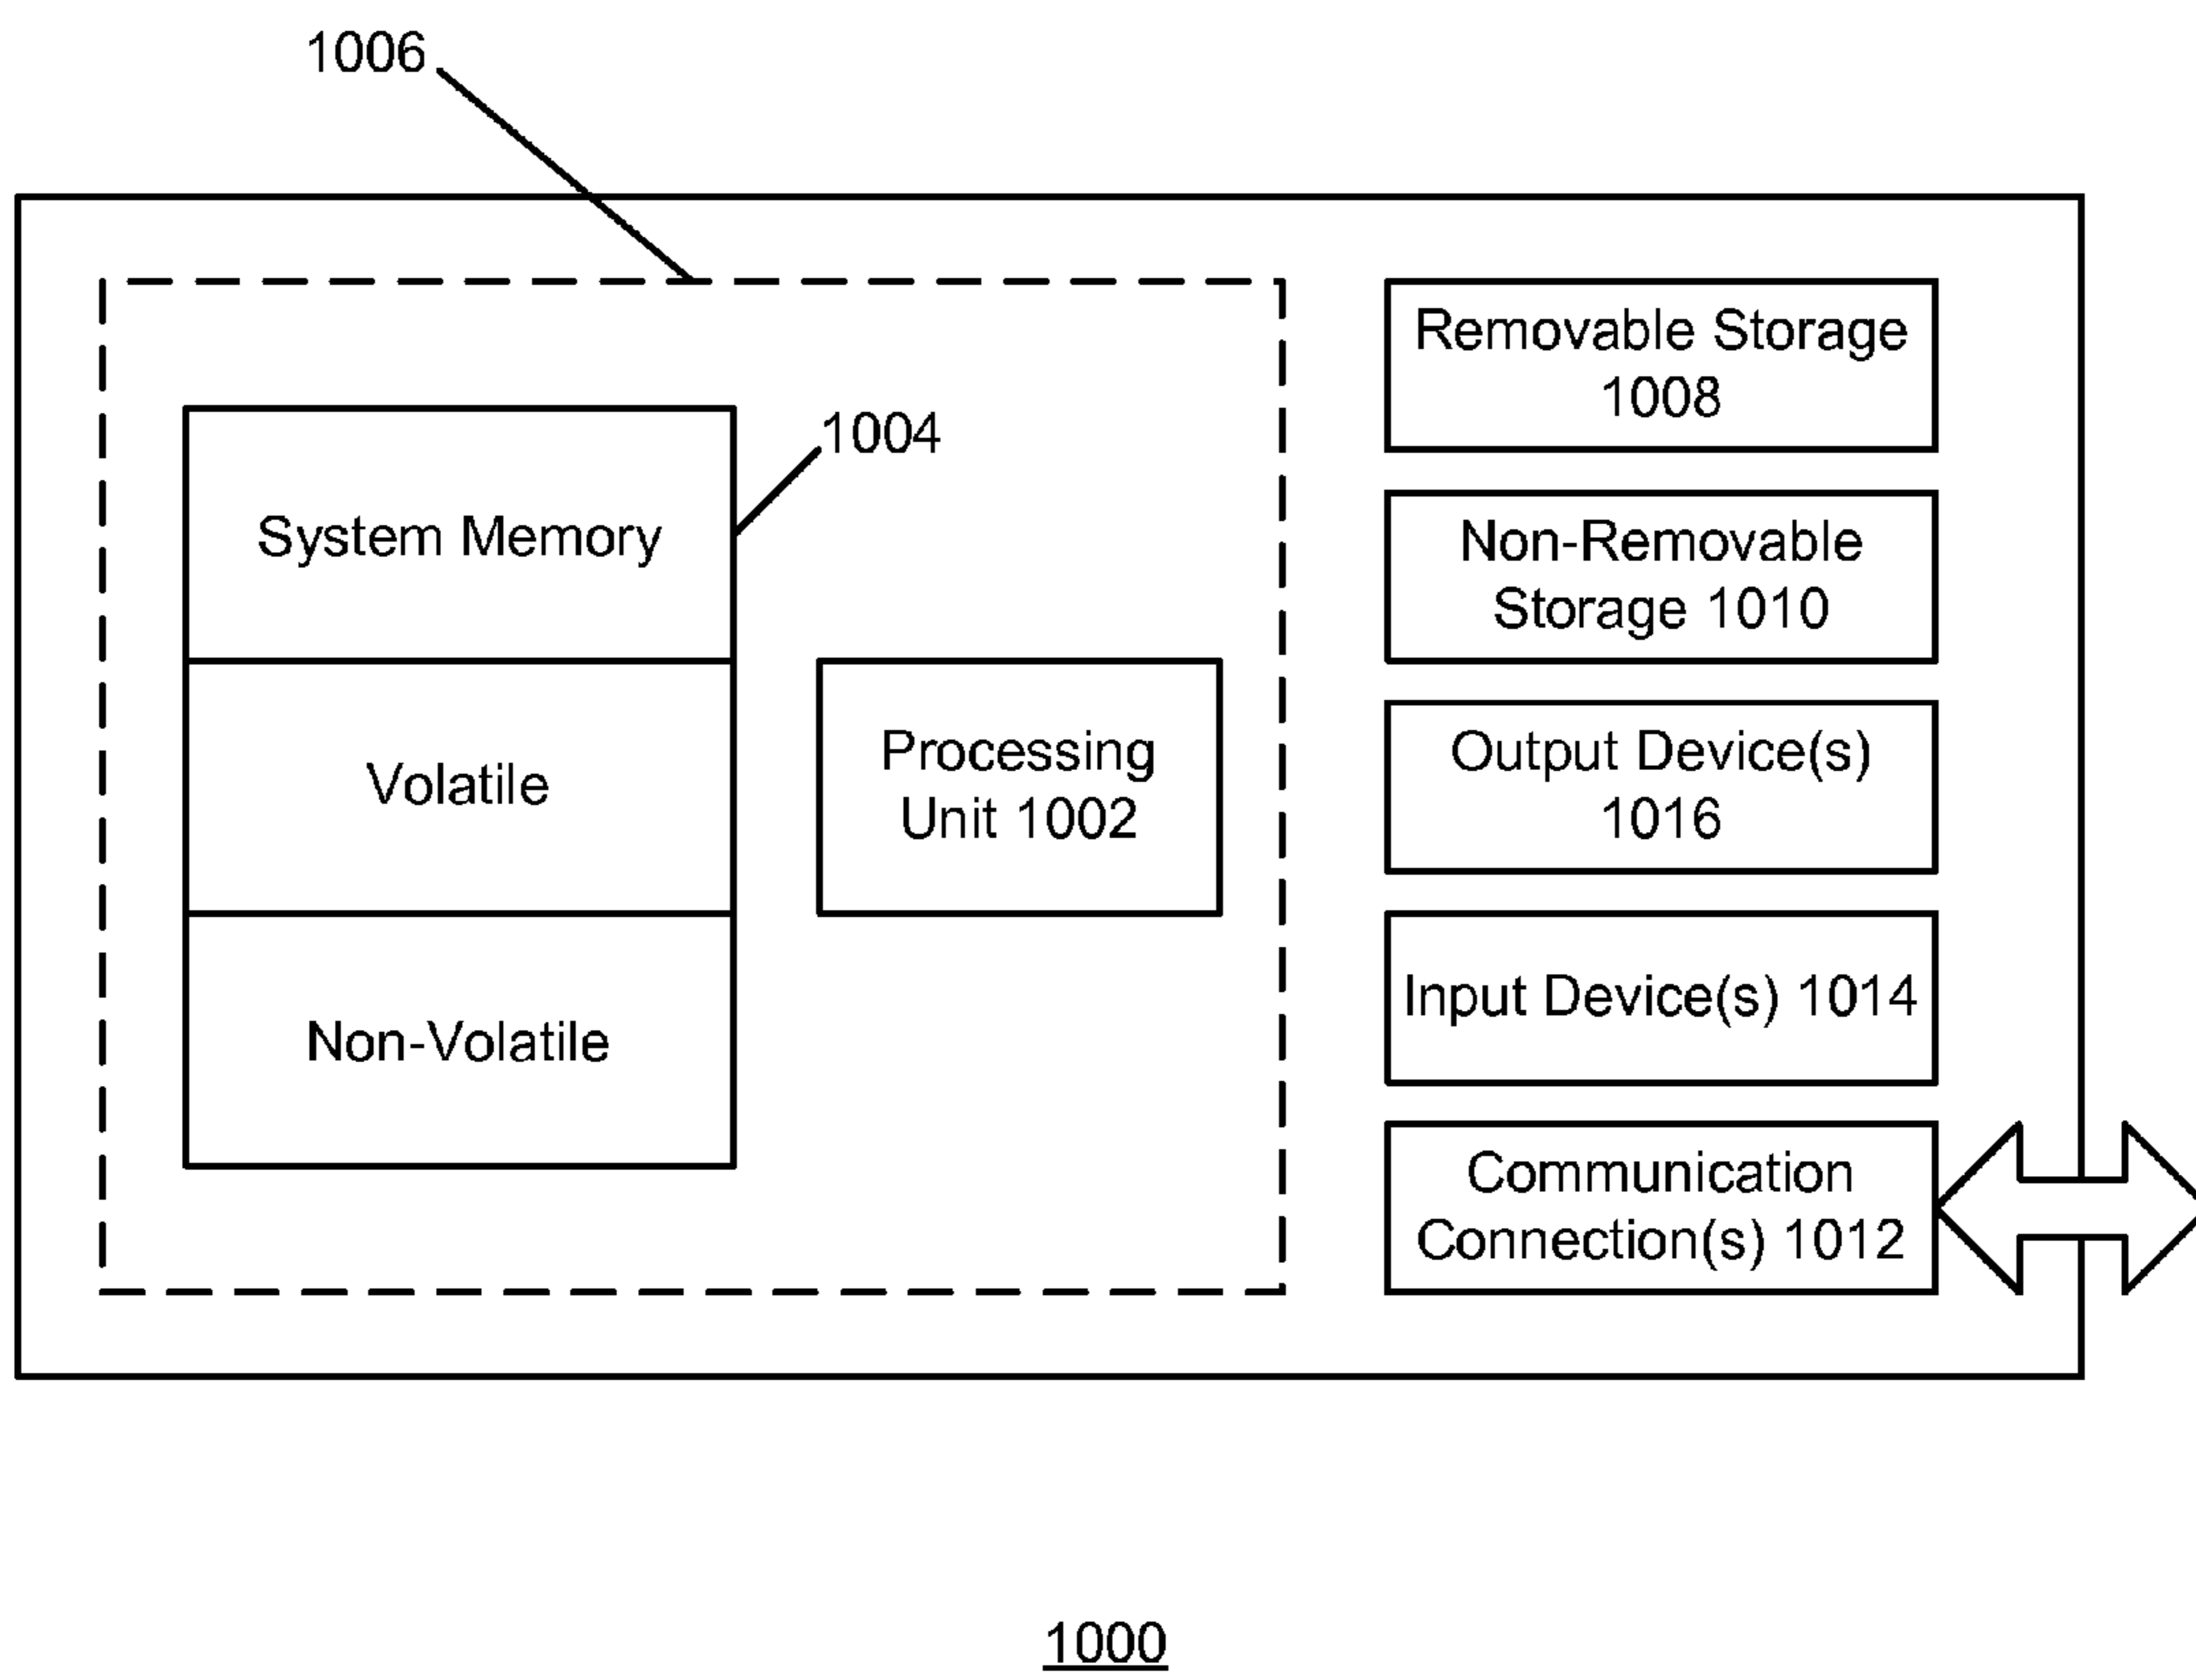 1006
1004
System Memory
Volatile
Non-Volatile
Processing
Unit 1002
Removable Storage
1008
Non-Removable
Storage 1010
Output Device(s)
1016
Input Device(s) 1014
Communication
Connection(s) 1012
1000